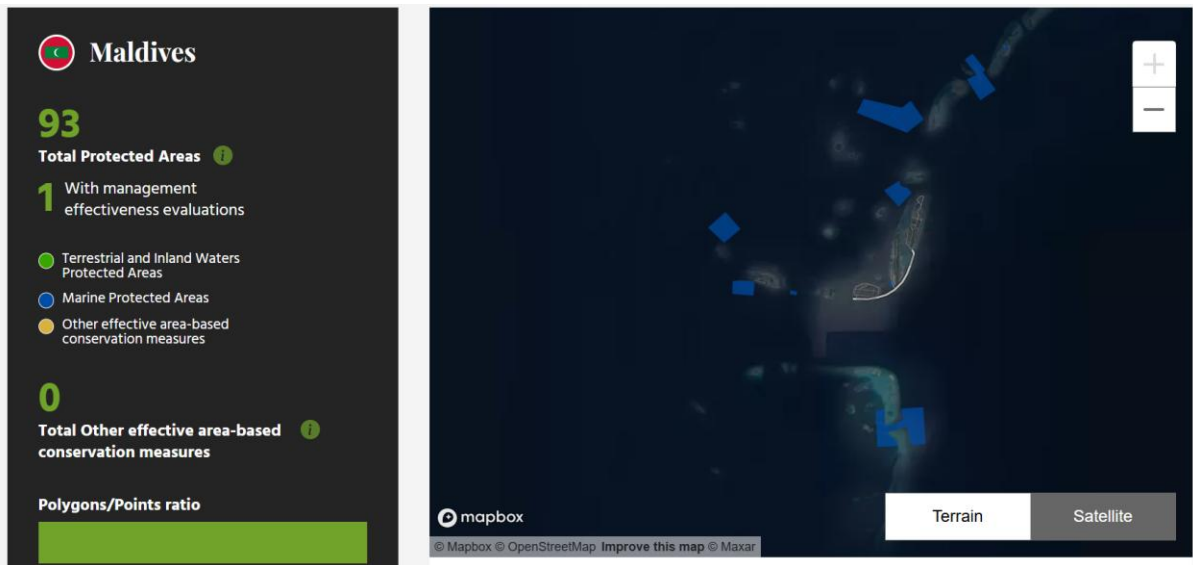 Maldives
93
Total Protected Areas i
1 With management
effectiveness evaluations
Terrestrial and Inland Waters
Protected Areas
Marine Protected Areas
Other effective area-based
conservation measures
0
Total Other effective area-based i
conservation measures
Polygons/Points ratio
+
−
mapbox
Terrain
Satellite
© Mapbox © OpenStreetMap Improve this map © Maxar